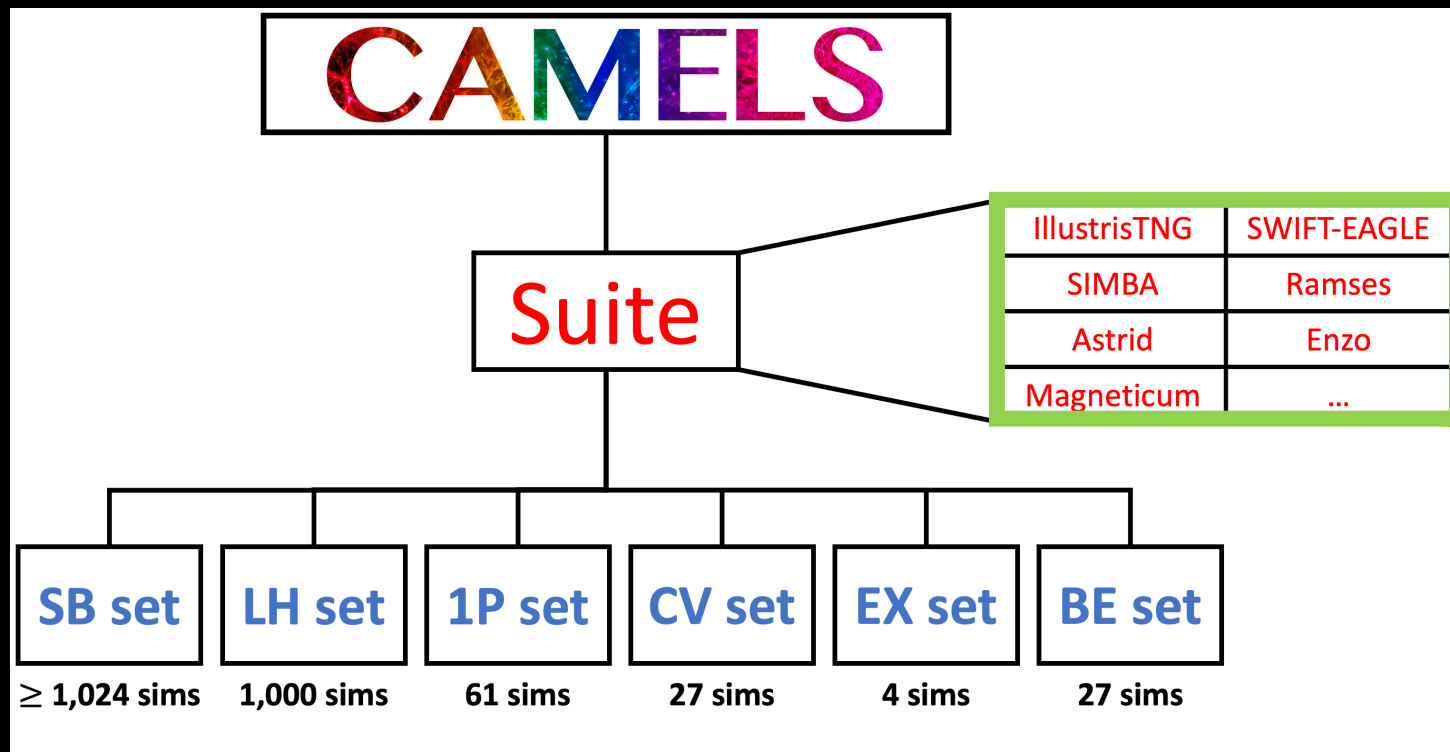 CAMELS
Suite
IllustrisTNG SWIFT-EAGLE
SIMBA Ramses
Astrid Enzo
Magneticum ...
SB set LH set 1P set CV set EX set BE set
≥ 1,024 sims 1,000 sims 61 sims 27 sims 4 sims 27 sims